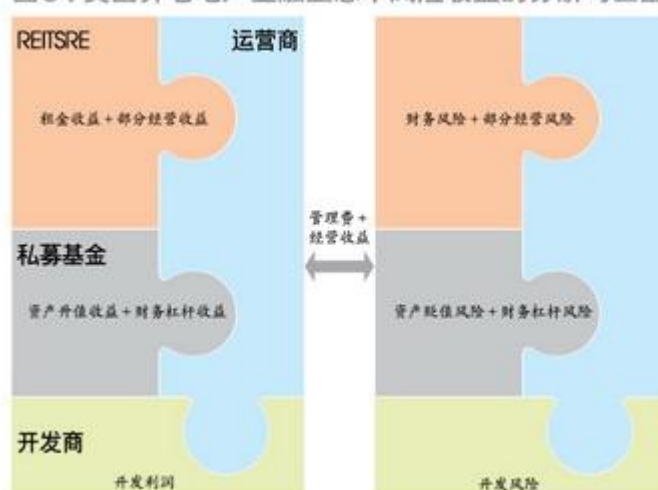 REITSRE
运营商
租金收益+部分经营收益
财务风险+部分经营风险
管理费+
经营收益
私募基金
资产升值收益+财务杠杆收益
资产贬值风险+财务杠杆风险
开发商
开发利润
开发风险